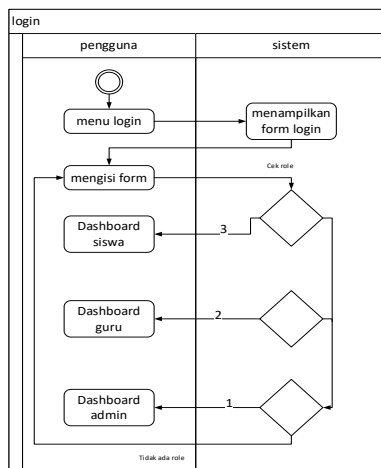 login
pengguna
sistem
menu login
menampilkan
form login
Cek role
mengisi form
Dashboard
siswa
3
Dashboard
guru
2
Dashboard
admin
1
Tidak ada role